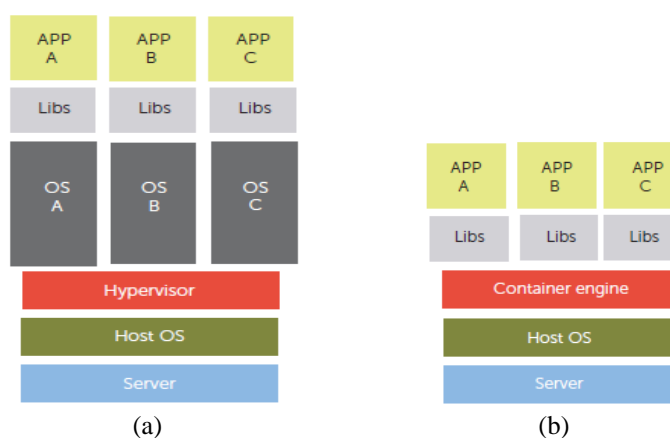 APP
A
APP
B
APP
C
Libs
Libs
Libs
OS
A
OS
B
OS
C
Hypervisor
Host OS
Server
(a)
APP
A
APP
B
APP
C
Libs
Libs
Libs
Container engine
Host OS
Server
(b)